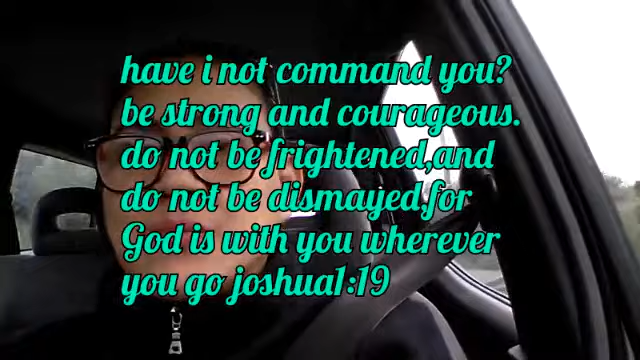 have i not command you?
be strong and courageous.
do not be frightened,and
do not be dismayed,for
God is with you wherever
you go joshua1:19